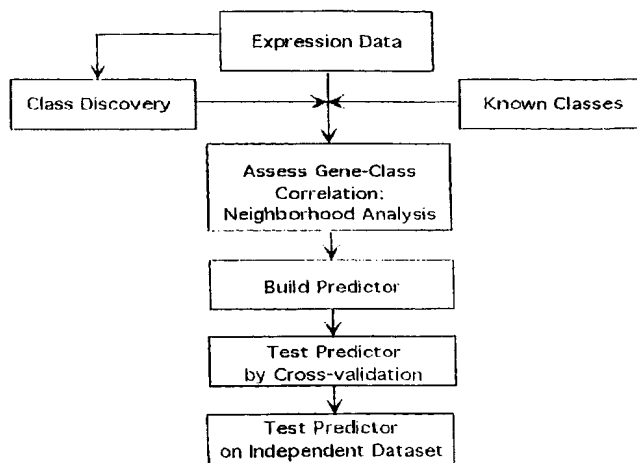 Expression Data
Class Discovery
Known Classes
Assess Gene-Class
Correlation:
Neighborhood Analysis
Build Predictor
Test Predictor
by Cross-validation
Test Predictor
on Independent Dataset